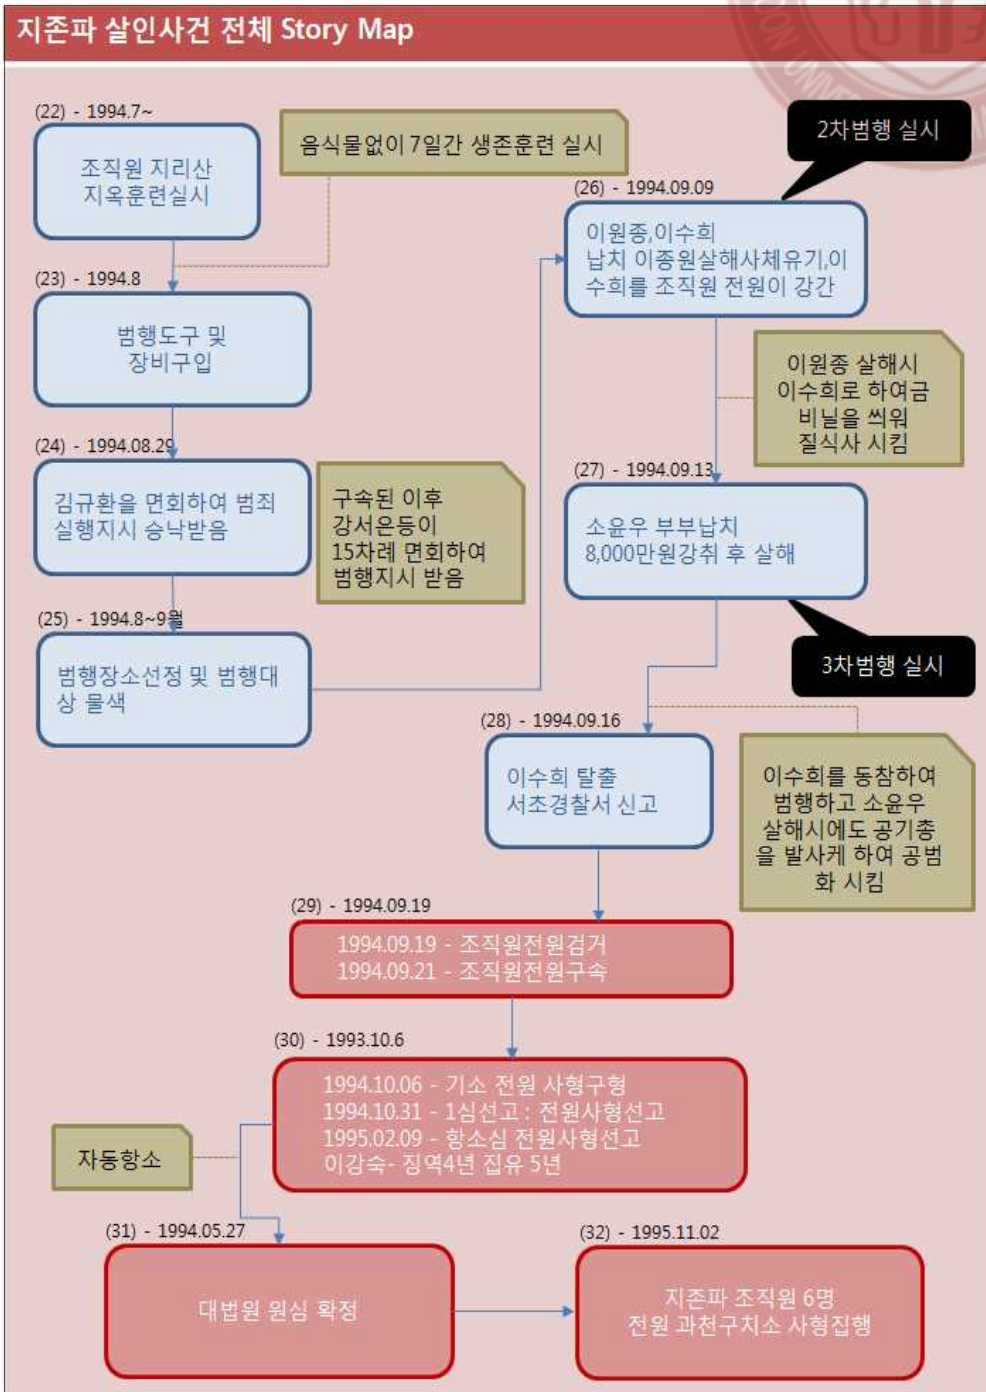 지존파 살인사건 전체 Story Map
(22) - 1994.7~
조직원 지리산
지옥훈련실시
음식물없이 7일간 생존훈련 실시
(23) - 1994.8
범행도구 및
장비구입
(24) - 1994.08.29
김규환을 면회하여 범죄
실행지시 승낙받음
구속된 이후
강서은등이
15차례 면회하여
범행지시 받음
(25) - 1994.8~9월
범행장소선정 및 범행대
상 물색
2차범행 실시
(26) - 1994.09.09
이원종,이수희
납치 이종원살해사체유기,이
수희를 조직원 전원이 강간
이원종 살해시
이수희로 하여금
비닐을 씌워
질식사 시킴
(27) - 1994.09.13
소윤우 부부납치
8,000만원강취 후 살해
3차범행 실시
(28) - 1994.09.16
이수희 탈출
서초경찰서 신고
이수희를 동참하여
범행하고 소윤우
살해시에도 공기총
을 발사케 하여 공범
화 시킴
(29) - 1994.09.19
1994.09.19 - 조직원전원검거
1994.09.21 - 조직원전원구속
(30) - 1993.10.6
1994.10.06 - 기소 전원 사형구형
1994.10.31 - 1심선고 : 전원사형선고
1995.02.09 - 항소심 전원사형선고
이강숙- 징역4년 집유 5년
자동항소
(31) - 1994.05.27
대법원 원심 확정
(32) - 1995.11.02
지존파 조직원 6명
전원 과천구치소 사형집행